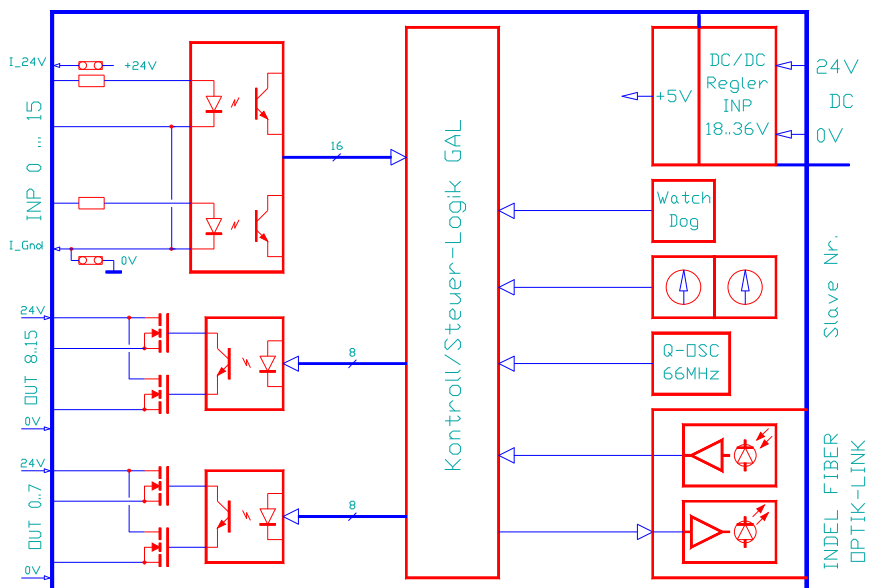 I_24V
+24V
INP 0 ... 15
I_Gnd
0V
16
24V
OUT 8..15
0V
8
24V
OUT 0..7
0V
8
Kontroll/Steuer-Logik GAL
+5V
DC/DC
Regler
INP
18..36V
24V
DC
0V
Watch
Dog
Slave Nr.
Q-OSC
66MHz
INDEL FIBER
OPTIK-LINK